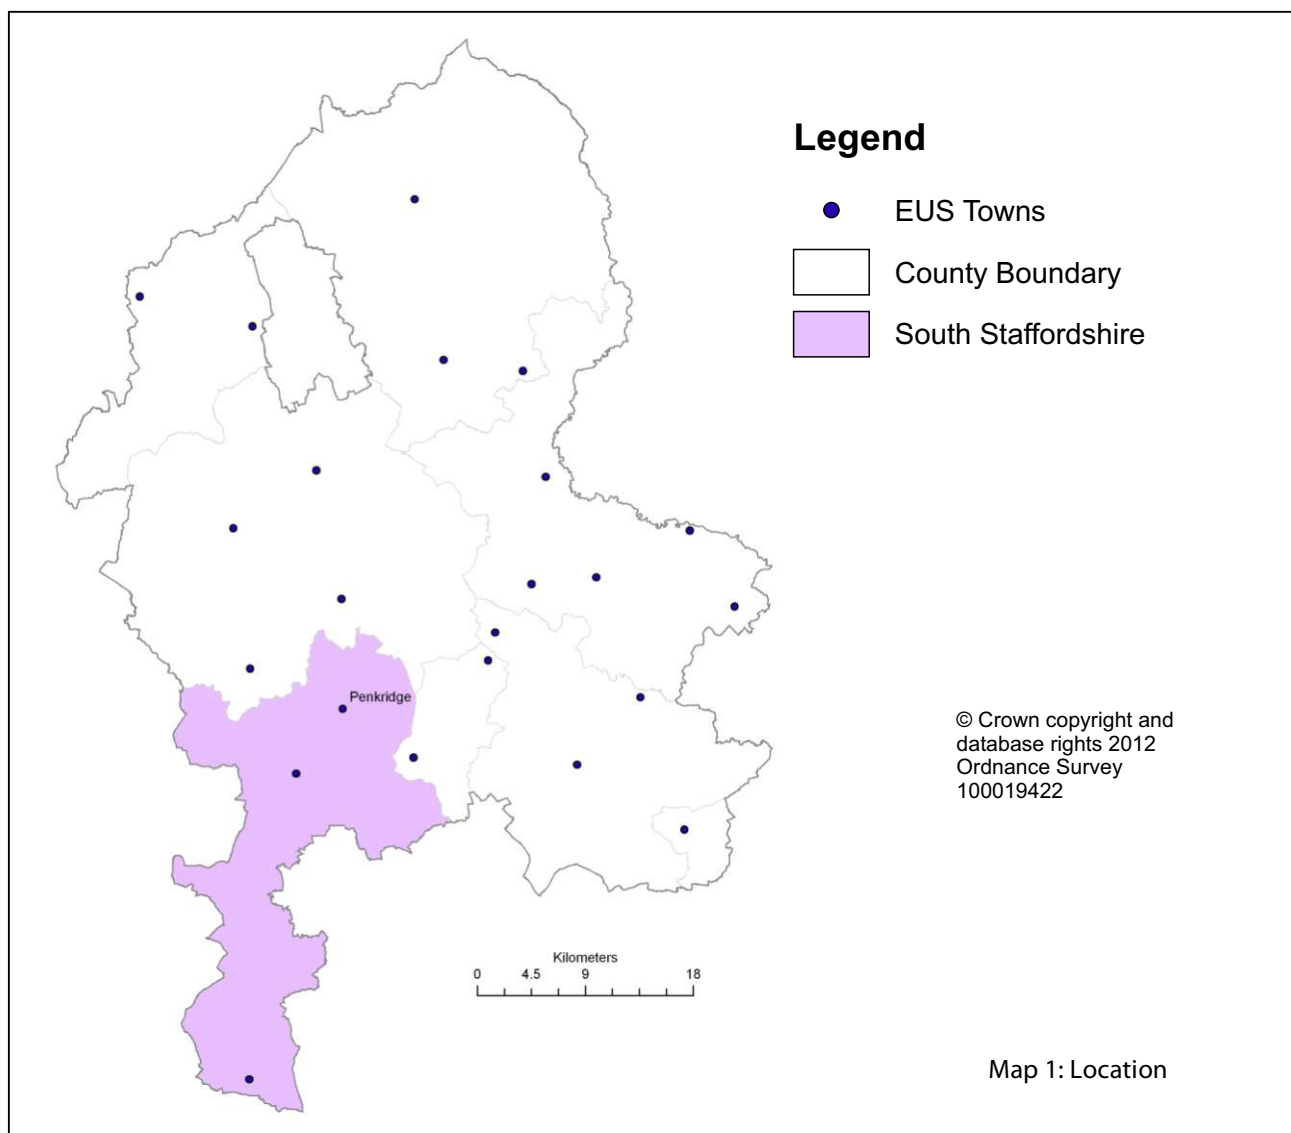 Legend
EUS Towns
County Boundary
South Staffordshire
Penkridge
© Crown copyright and
database rights 2012
Ordnance Survey
100019422
Kilometers
0 4.5 9 18
Map 1: Location